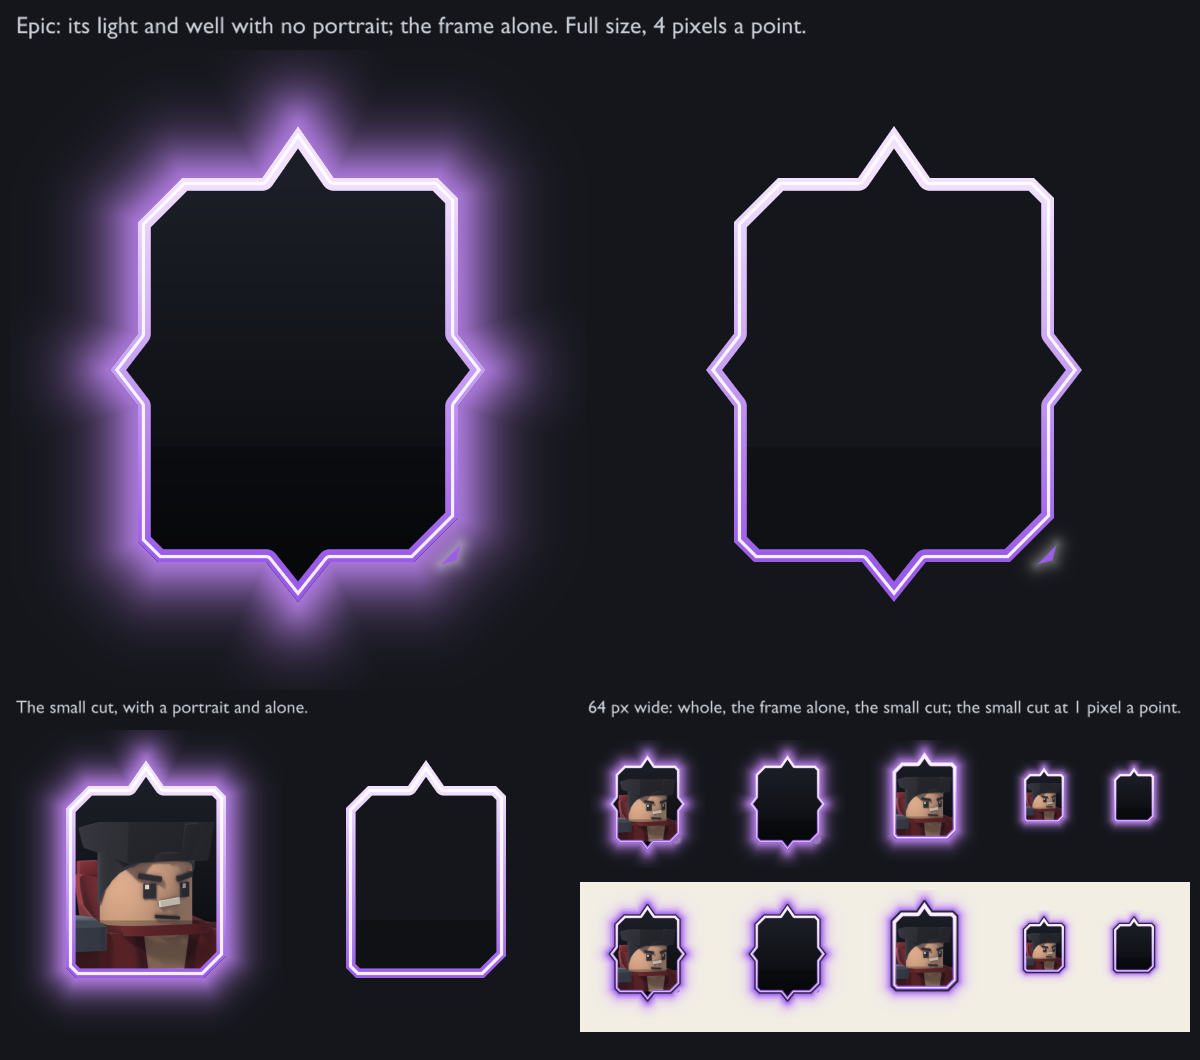 Epic: its light and well with no portrait; the frame alone. Full size, 4 pixels a point.
The small cut, with a portrait and alone.
64 px wide: whole, the frame alone, the small cut; the small cut at 1 pixel a point.